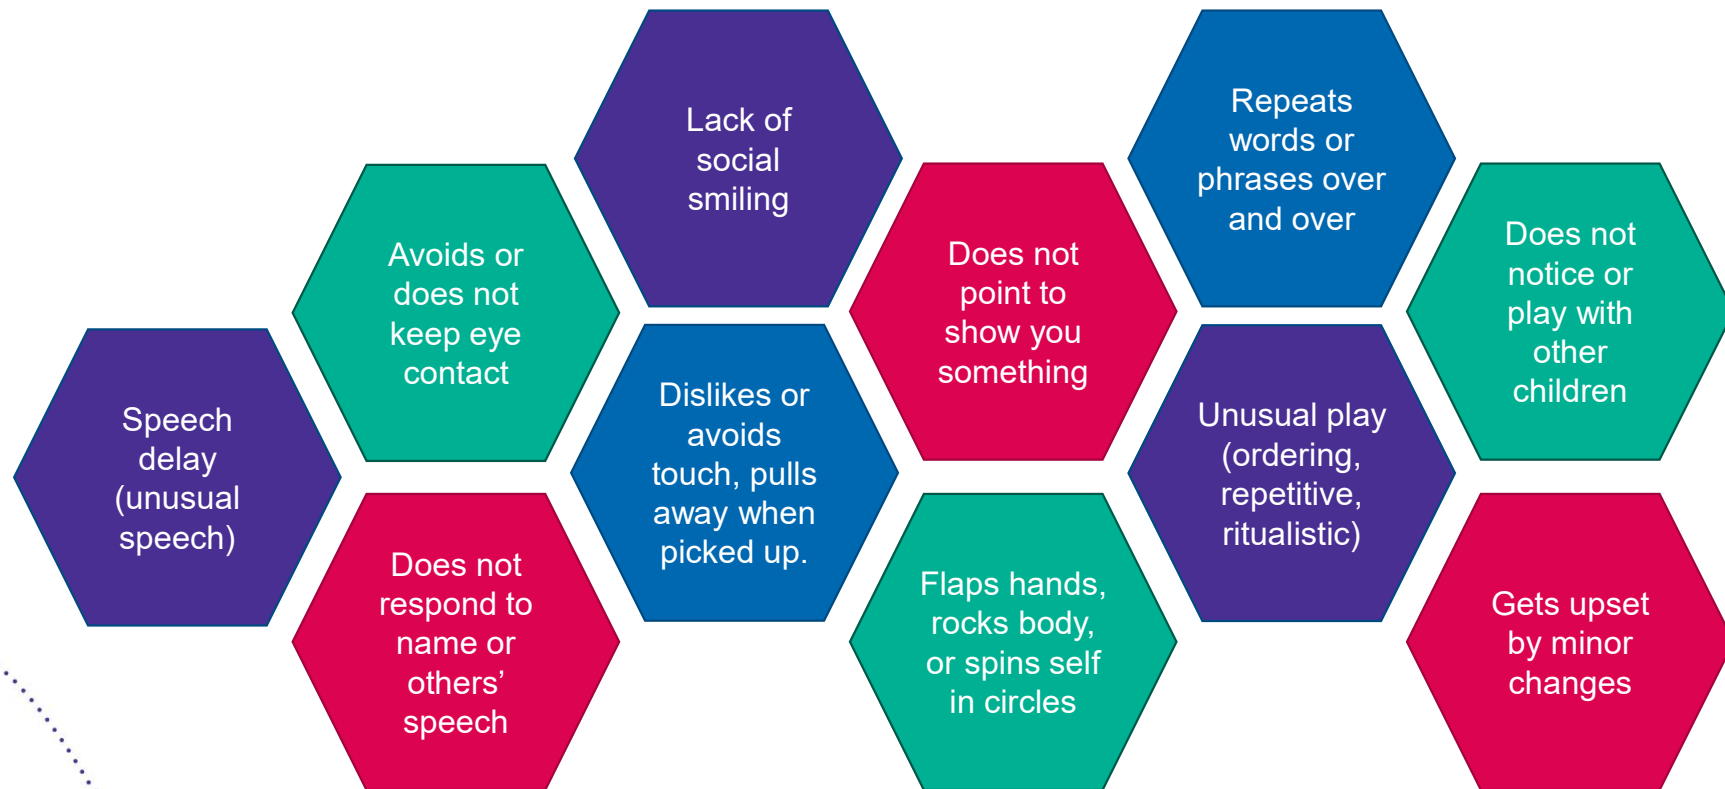 Speech
delay
(unusual
speech)
Avoids or
does not
keep eye
contact
Does not
respond to
name or
others’
speech
Lack of
social
smiling
Dislikes or
avoids
touch, pulls
away when
picked up.
Does not
point to
show you
something
Flaps hands,
rocks body,
or spins self
in circles
Repeats
words or
phrases over
and over
Unusual play
(ordering,
repetitive,
ritualistic)
Does not
notice or
play with
other
children
Gets upset
by minor
changes